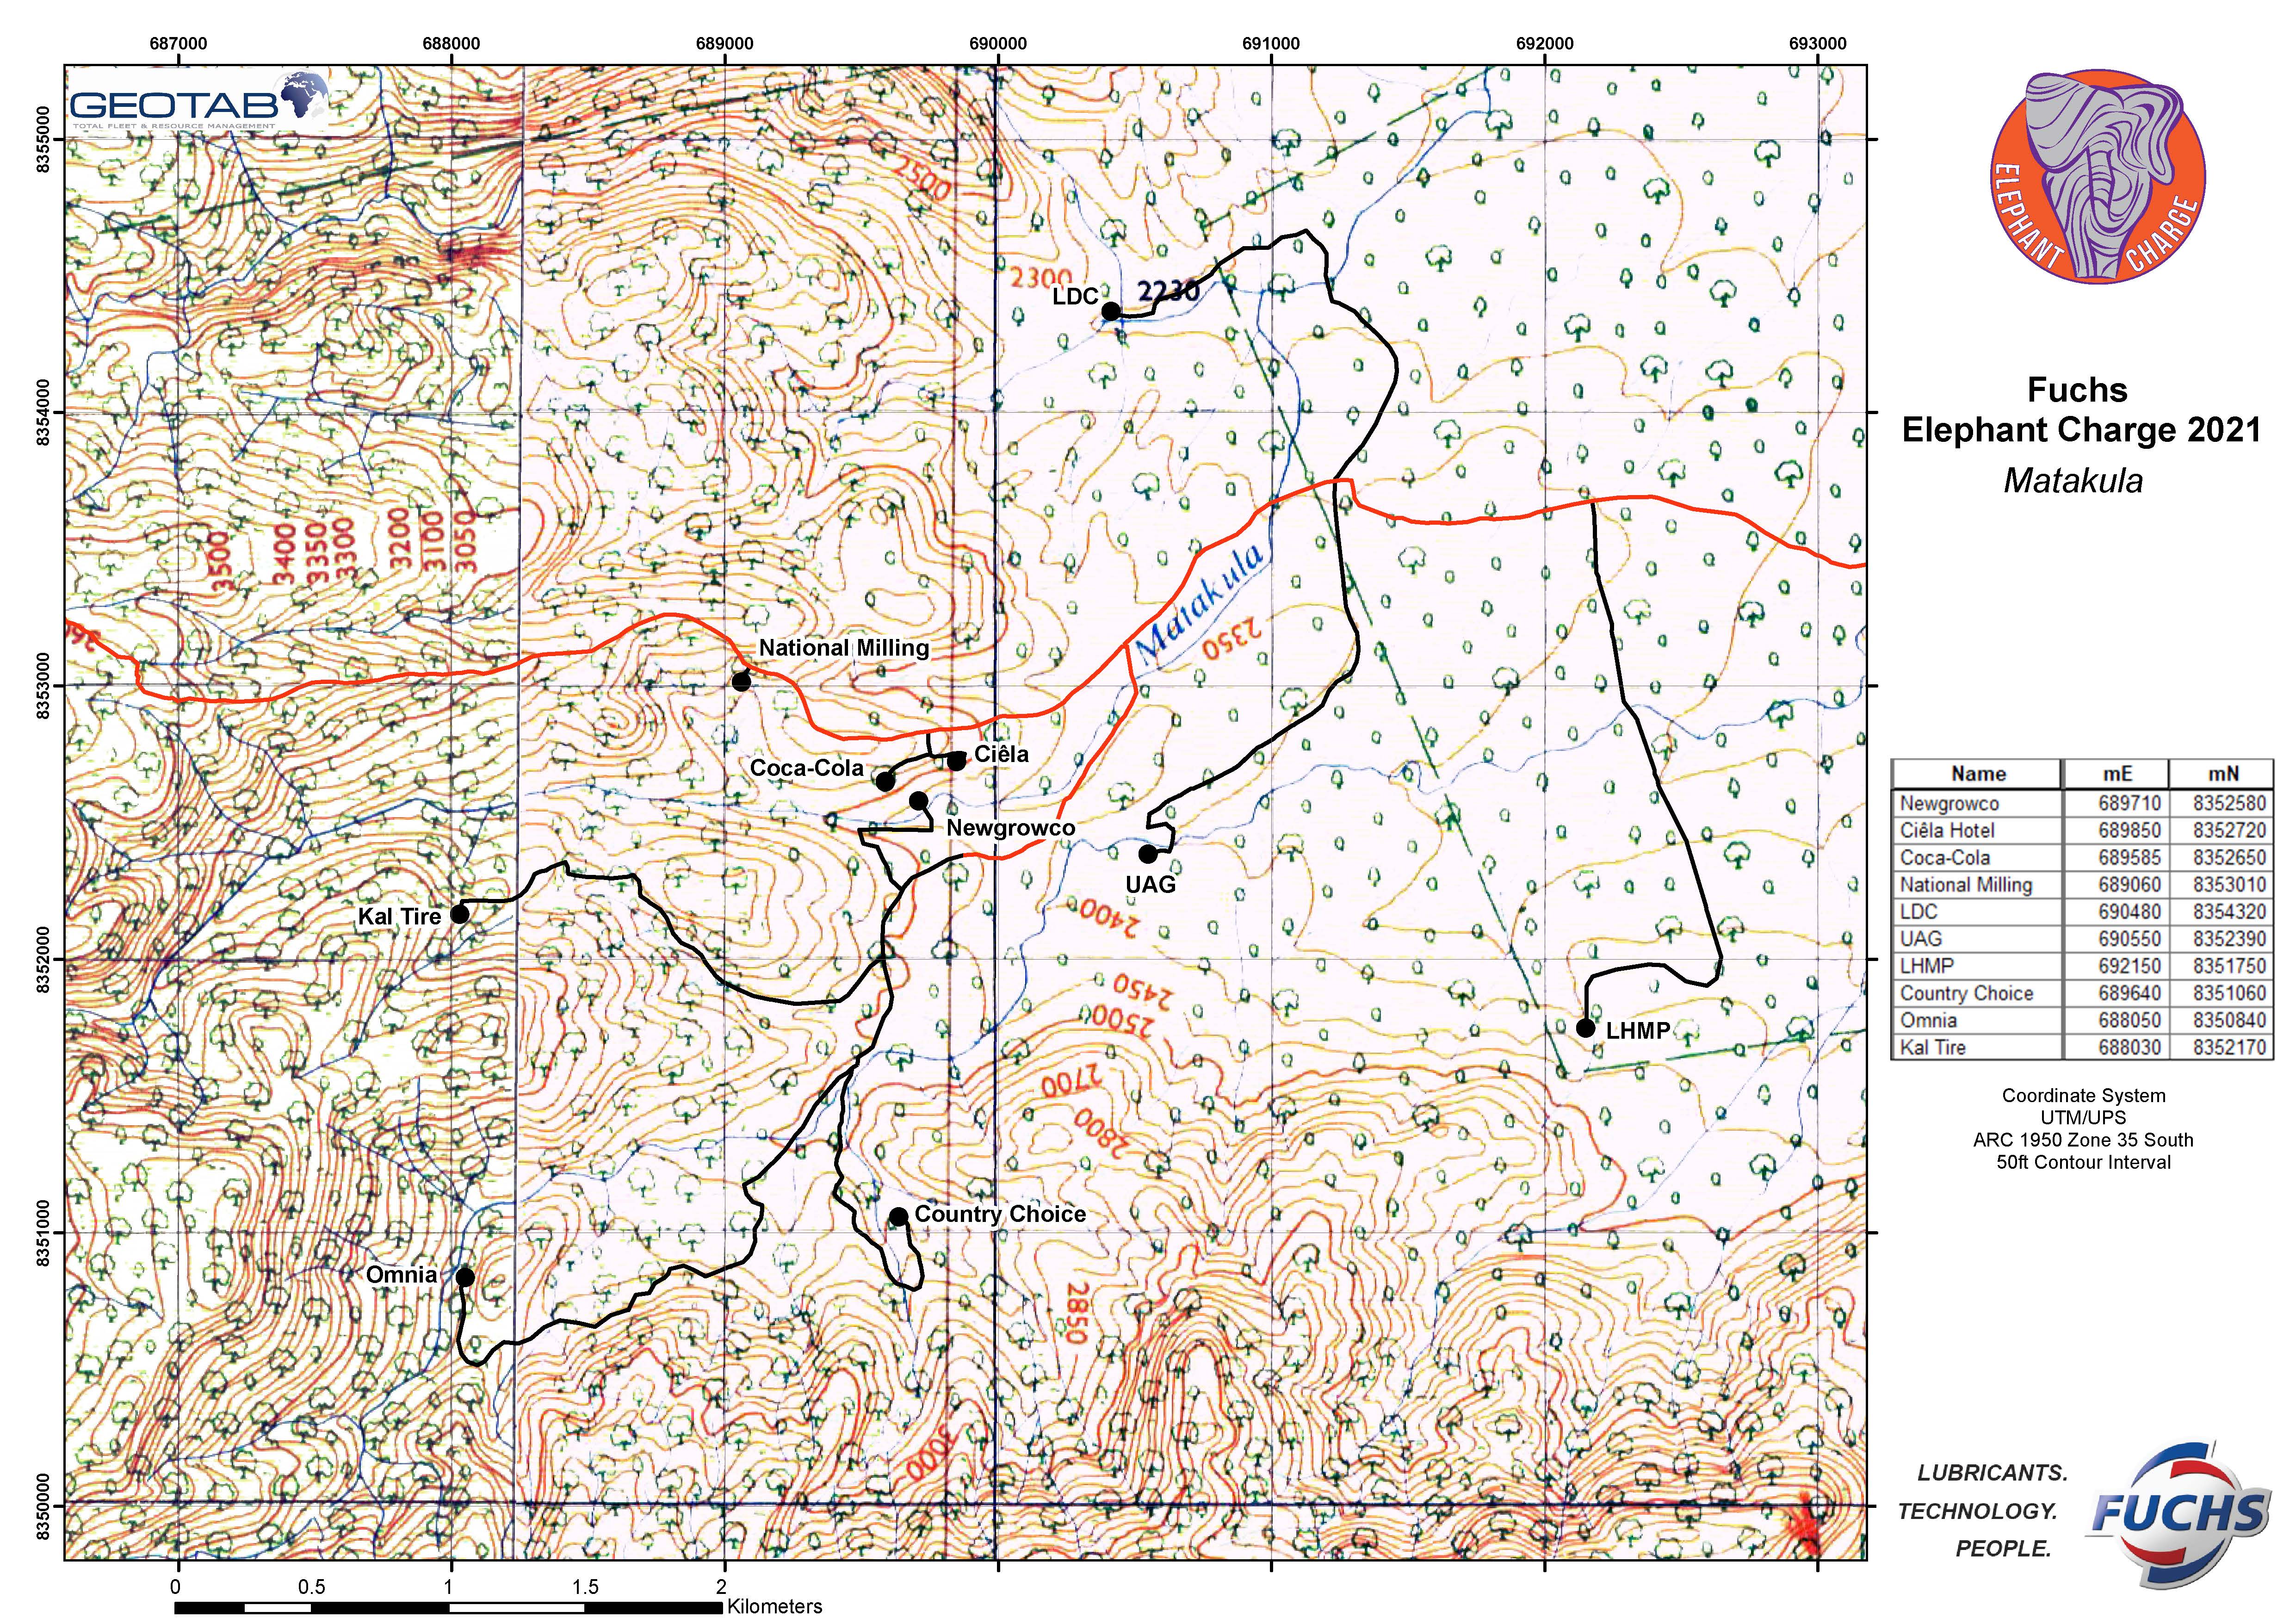 687000 688000 689000 690000 691000 692000 693000
GEOTAB
TOTAL FLEET & RESOURCE MANAGEMENT
ELEPHANT CHARGE
Fuchs
Elephant Charge 2021
Matakula
8355000
8354000
8353000
8352000
8351000
8350000
2500
2300
2230
LDC
3500
3400
3350
3300
3200
3100
3050
Matakula
2350
National Milling
Ciêla
Coca-Cola
Newgrowco
UAG
Kal Tire
2400
2450
2500
LHMP
2700
2800
Country Choice
Omnia
2850
3000
Name mE mN
Newgrowco 689710 8352580
Ciêla Hotel 689850 8352720
Coca-Cola 689585 8352650
National Milling 689060 8353010
LDC 690480 8354320
UAG 690550 8352390
LHMP 692150 8351750
Country Choice 689640 8351060
Omnia 688050 8350840
Kal Tire 688030 8352170
Coordinate System
UTM/UPS
ARC 1950 Zone 35 South
50ft Contour Interval
LUBRICANTS.
TECHNOLOGY.
PEOPLE.
FUCHS
0 0.5 1 1.5 2
Kilometers